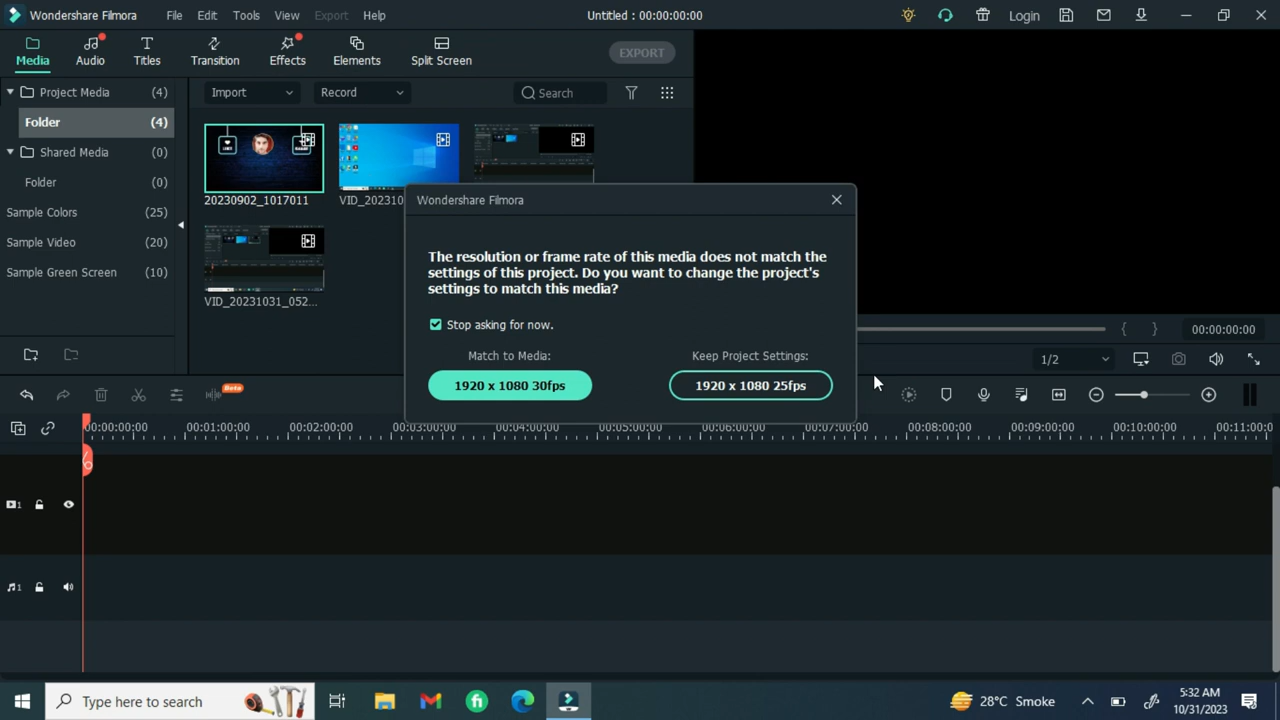 Wondershare Filmora File Edit Tools View Export Help Untitled : 00:00:00:00 Login
Media Audio Titles Transition Effects Elements Split Screen EXPORT
Project Media (4)
Folder (4)
Shared Media (0)
Folder (0)
Sample Colors (25)
Sample Video (20)
Sample Green Screen (10)
Import Record Search
20230902_1017011
VID_202310
VID_20231031_052...
Wondershare Filmora
The resolution or frame rate of this media does not match the
settings of this project. Do you want to change the project's
settings to match this media?
Stop asking for now.
Match to Media: Keep Project Settings:
1920 x 1080 30fps 1920 x 1080 25fps
{ } 00:00:00:00
1/2
Beta
00:00:00:00 00:01:00:00 00:02:00:00 00:03:00:00 00:04:00:00 00:05:00:00 00:06:00:00 00:07:00:00 00:08:00:00 00:09:00:00 00:10:00:00 00:11:00:0
1
1
Type here to search
28°C Smoke
5:32 AM
10/31/2023